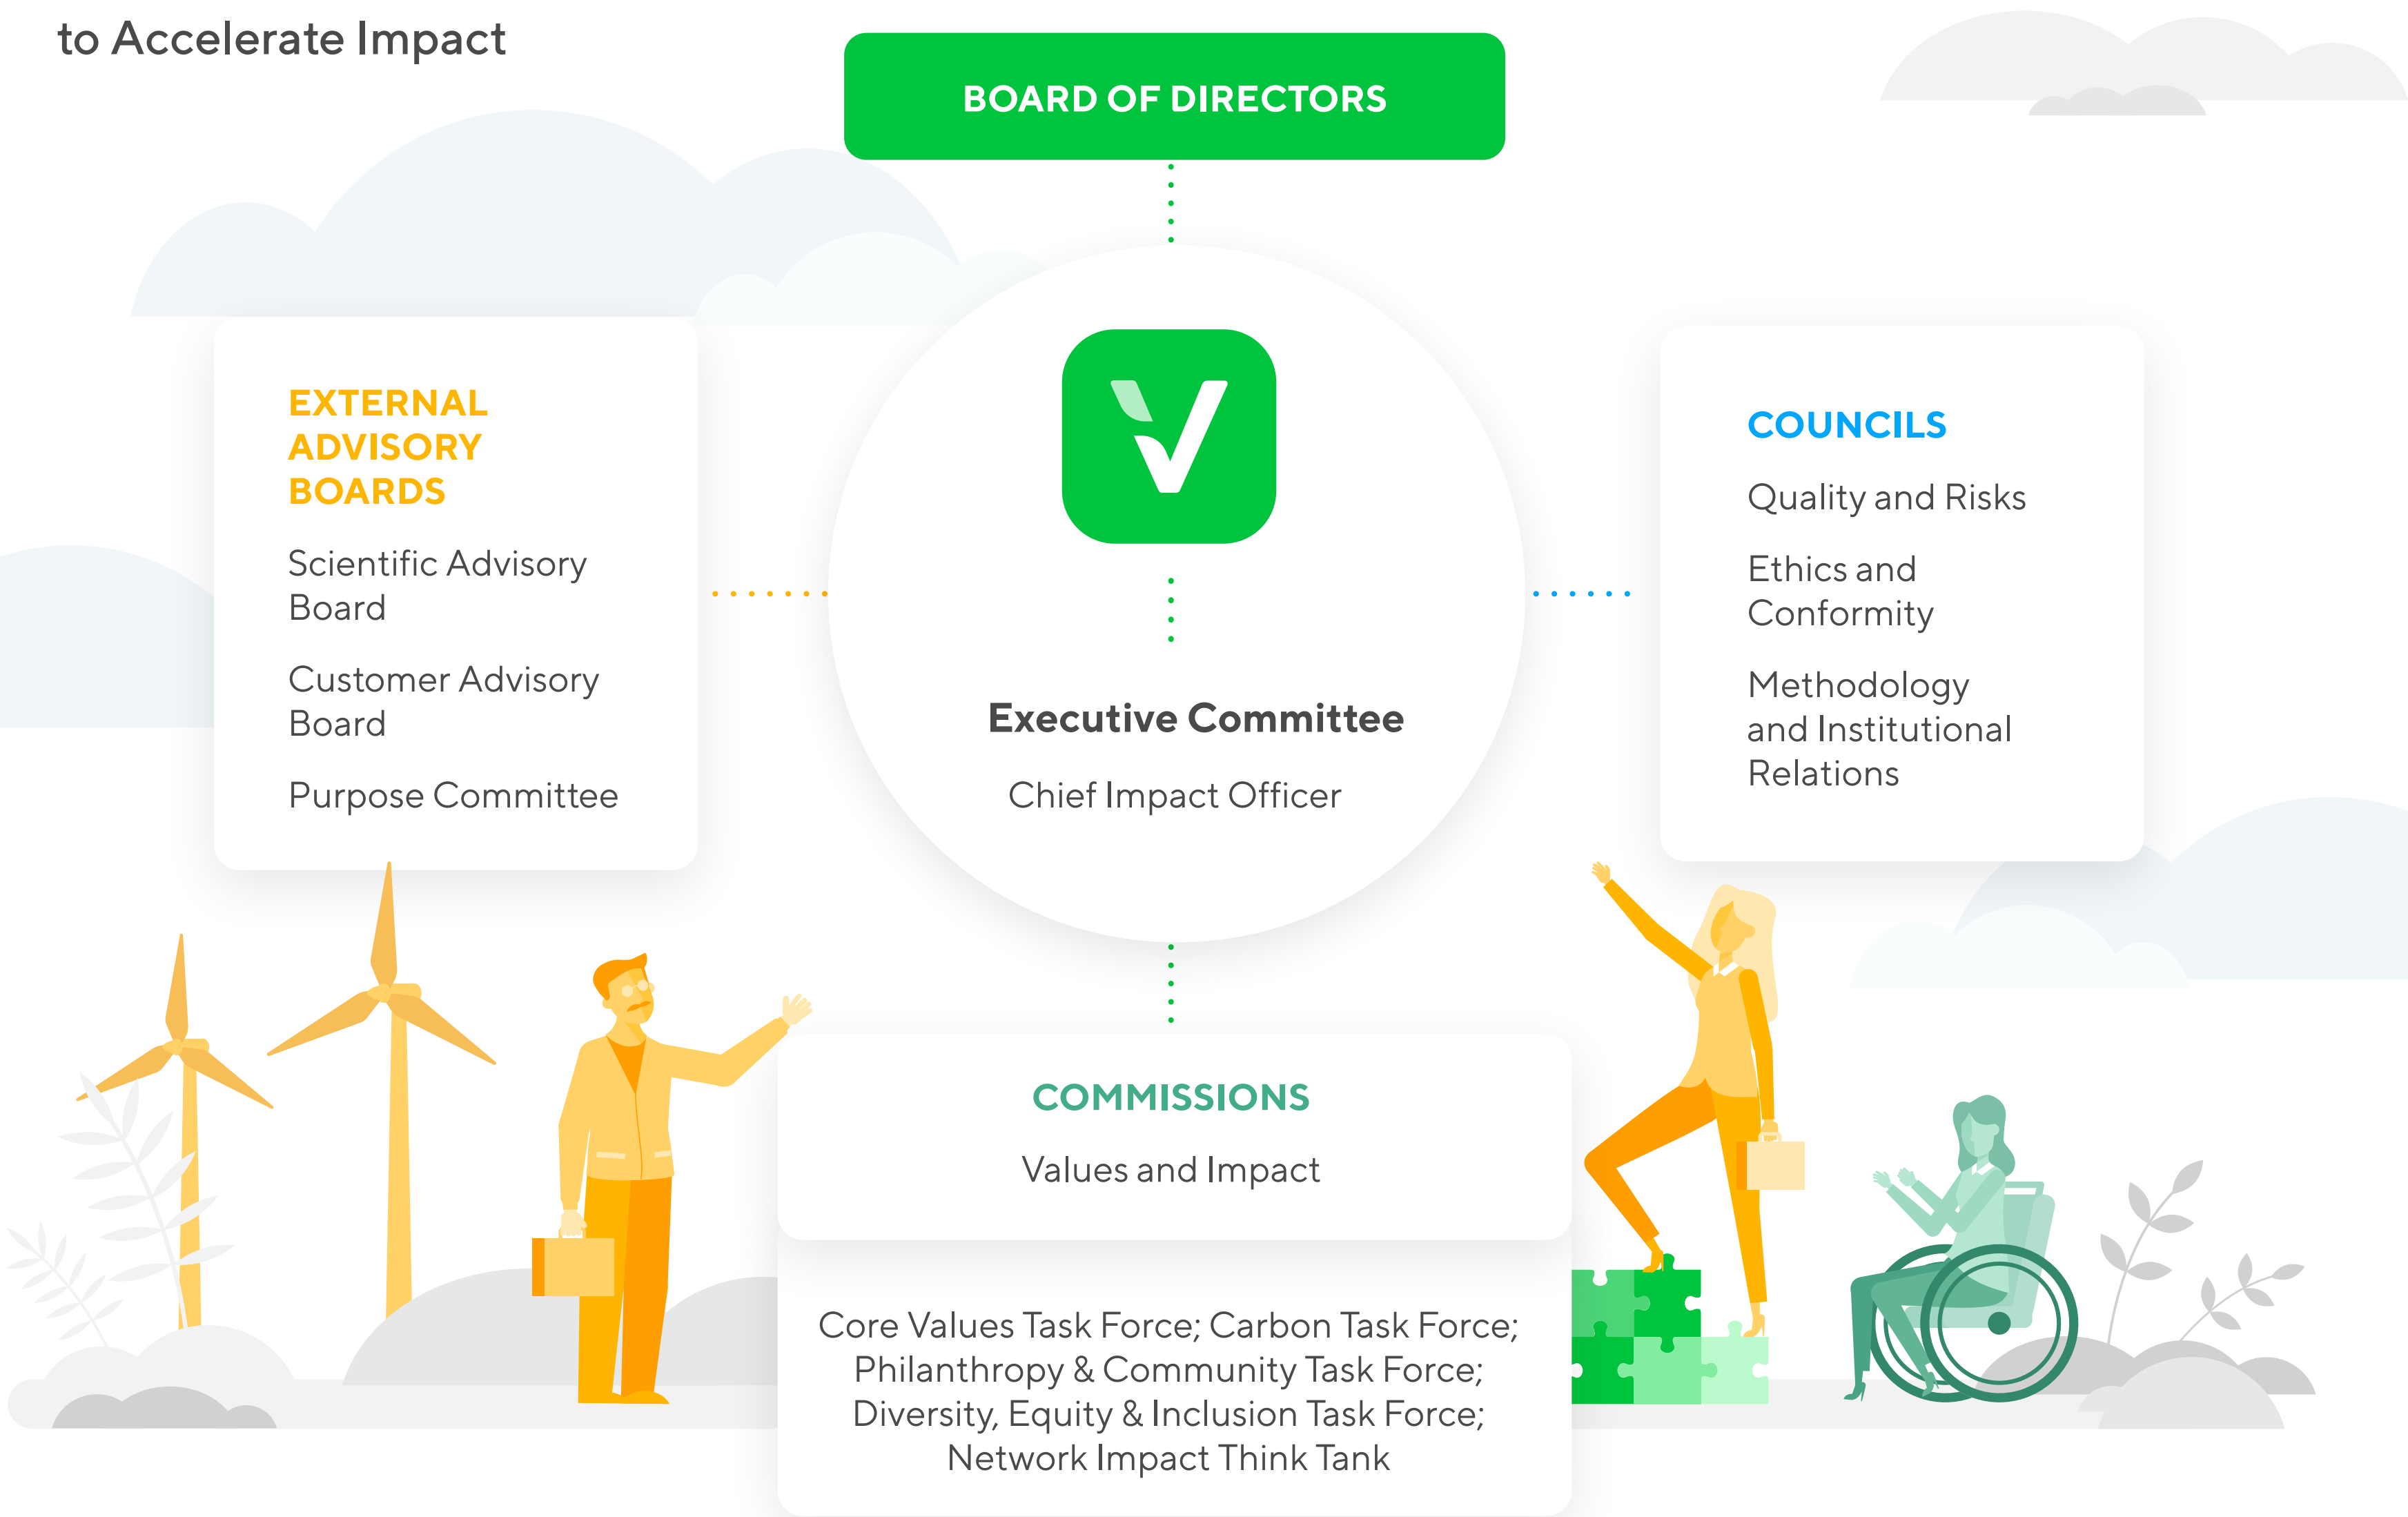 to Accelerate Impact
BOARD OF DIRECTORS
EXTERNAL
ADVISORY
BOARDS
Scientific Advisory
Board
Customer Advisory
Board
Purpose Committee
Executive Committee
Chief Impact Officer
COUNCILS
Quality and Risks
Ethics and
Conformity
Methodology
and Institutional
Relations
COMMISSIONS
Values and Impact
Core Values Task Force; Carbon Task Force;
Philanthropy & Community Task Force;
Diversity, Equity & Inclusion Task Force;
Network Impact Think Tank